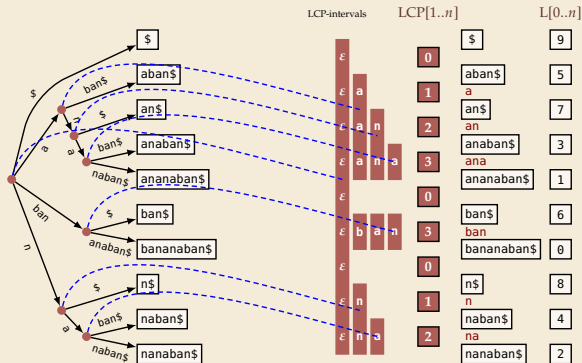 LCP-intervals LCP[1..n] L[0..n]
$ $ 9
$ ε 0
ban$ aban$ aban$ 5
ε a 1 a
n $ an$ an$ 7
a ε a n 2 an
a ban$ anaban$ anaban$ 3
ε a n a 3 ana
naban$ ananaban$ ananaban$ 1
ε 0
ban $ ban$ ban$ 6
ε b a n 3 ban
anaban$ bananaban$ bananaban$ 0
n ε 0
$ n$ n$ 8
ε n 1 n
a ban$ naban$ naban$ 4
ε n a 2 na
naban$ nanaban$ nanaban$ 2